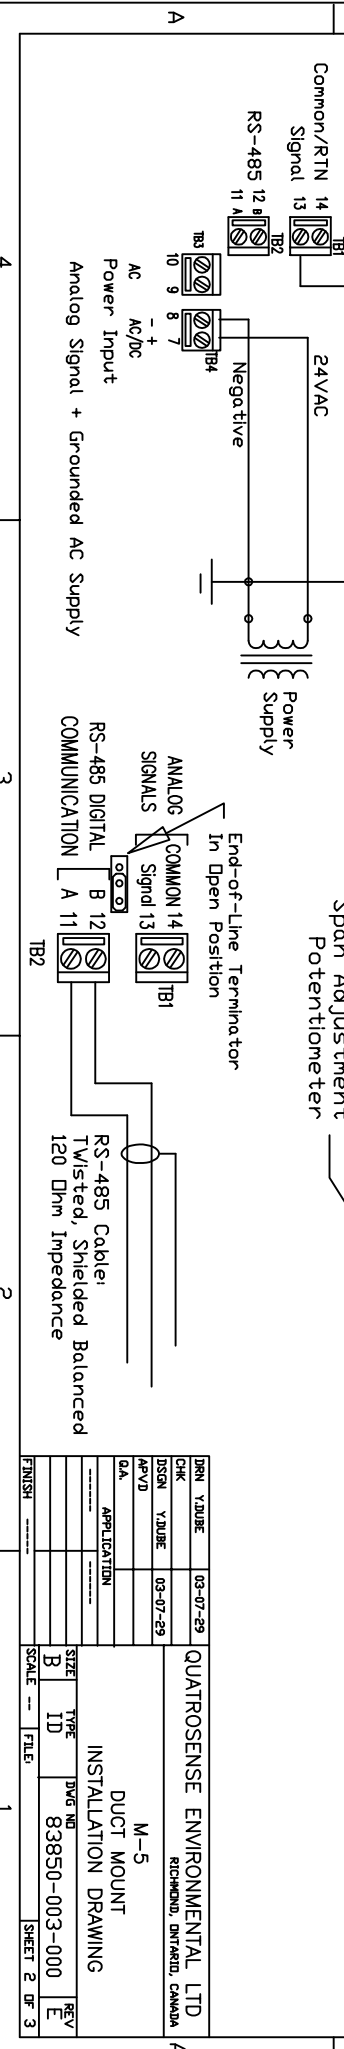 A
4
3
2
1
Common/RTN 14
Signal 13
TB1
RS-485 12 B
11 A
TB2
TB3
10
9
AC
8
7
TB4
- +
AC/DC
Power Input
Analog Signal + Grounded AC Supply
24VAC
Negative
Power
Supply
Span Adjustment
Potentiometer
End-of-Line Terminator
In Open Position
ANALOG
SIGNALS
COMMON 14
Signal 13
TB1
RS-485 DIGITAL
COMMUNICATION
B 12
A 11
TB2
RS-485 Cable:
TWisted, Shielded Balanced
120 Ohm Impedance
DRN Y.DUBE 03-07-29
CHK
DSGN Y.DUBE 03-07-29
APVD
Q.A.
APPLICATION
------ ------
FINISH -----
QUATROSENSE ENVIRONMENTAL LTD
RICHMOND, ONTARIO, CANADA
M-5
DUCT MOUNT
INSTALLATION DRAWING
SIZE TYPE DWG NO REV
B ID 83850-003-000 E
SCALE -- FILE: SHEET 2 OF 3